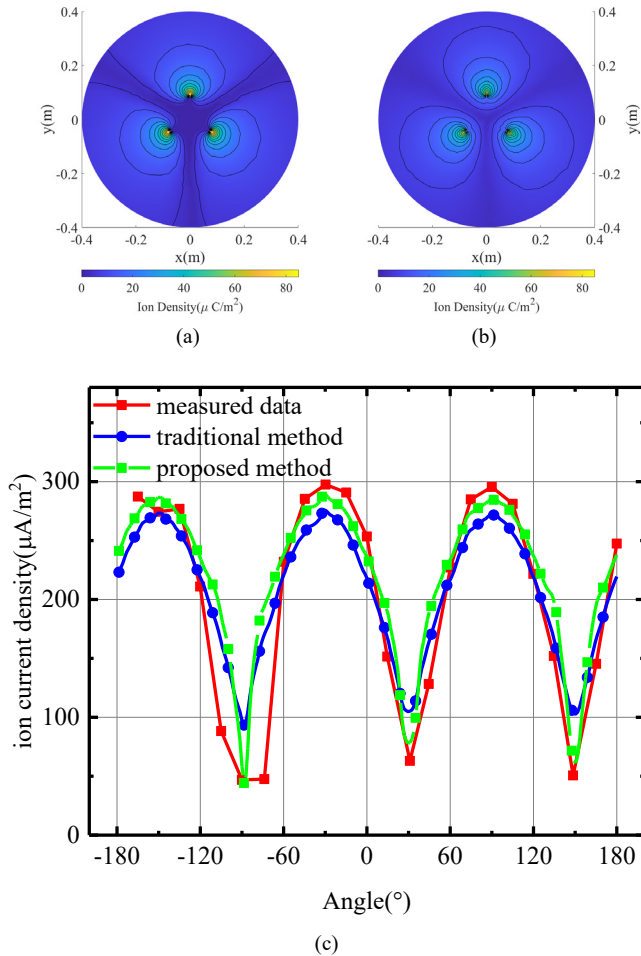 0.4
0.2
0
-0.2
-0.4
y(m)
-0.4 -0.2 0 0.2 0.4
x(m)
0 20 40 60 80
Ion Density(μ C/m²)
(a)
0.4
0.2
0
-0.2
-0.4
y(m)
-0.4 -0.2 0 0.2 0.4
x(m)
0 20 40 60 80
Ion Density(μ C/m²)
(b)
measured data
traditional method
proposed method
300
200
100
0
ion current density(μA/m²)
-180 -120 -60 0 60 120 180
Angle(°)
(c)